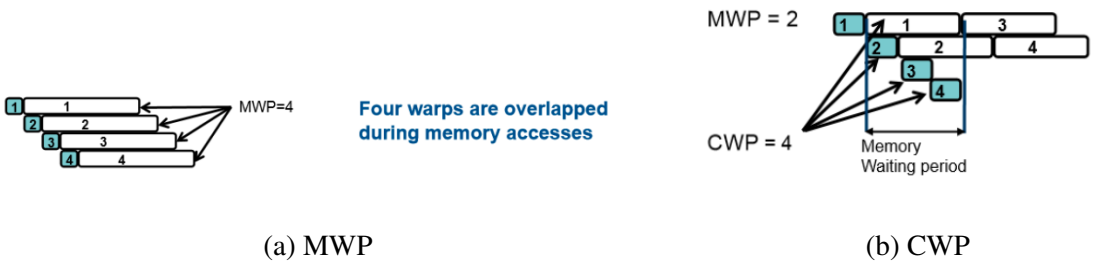 1 1
2 2
3 3
4 4
MWP=4
Four warps are overlapped
during memory accesses
(a) MWP
MWP = 2
1 1 3
2 2 4
3
4
CWP = 4
Memory
Waiting period
(b) CWP